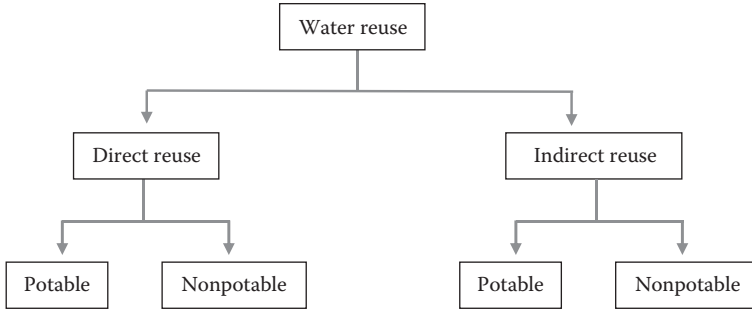 Water reuse
Direct reuse
Indirect reuse
Potable
Nonpotable
Potable
Nonpotable